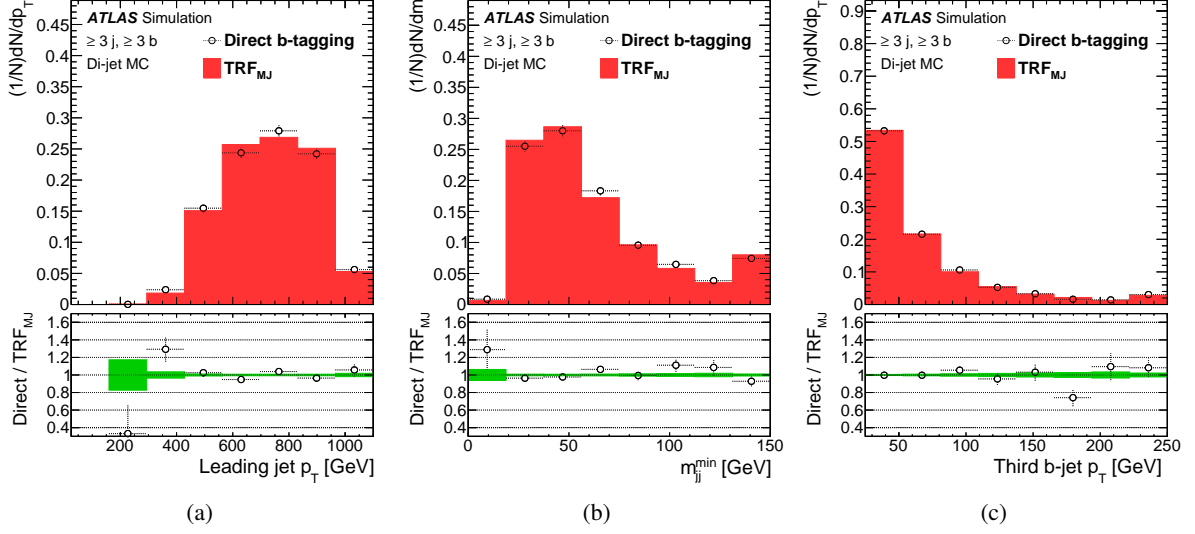 (1/N)dN/dp_T
ATLAS Simulation
≥ 3 j, ≥ 3 b
Di-jet MC
Direct b-tagging
TRF_MJ
0.45
0.4
0.35
0.3
0.25
0.2
0.15
0.1
0.05
0
Direct / TRF_MJ
1.6
1.4
1.2
1
0.8
0.6
0.4
200 400 600 800 1000
Leading jet p_T [GeV]
(a)
(1/N)dN/dm
ATLAS Simulation
≥ 3 j, ≥ 3 b
Di-jet MC
Direct b-tagging
TRF_MJ
0.45
0.4
0.35
0.3
0.25
0.2
0.15
0.1
0.05
0
Direct / TRF_MJ
1.6
1.4
1.2
1
0.8
0.6
0.4
0 50 100 150
m_jj^min [GeV]
(b)
(1/N)dN/dp_T
ATLAS Simulation
≥ 3 j, ≥ 3 b
Di-jet MC
Direct b-tagging
TRF_MJ
0.9
0.8
0.7
0.6
0.5
0.4
0.3
0.2
0.1
0
Direct / TRF_MJ
1.6
1.4
1.2
1
0.8
0.6
0.4
50 100 150 200 250
Third b-jet p_T [GeV]
(c)